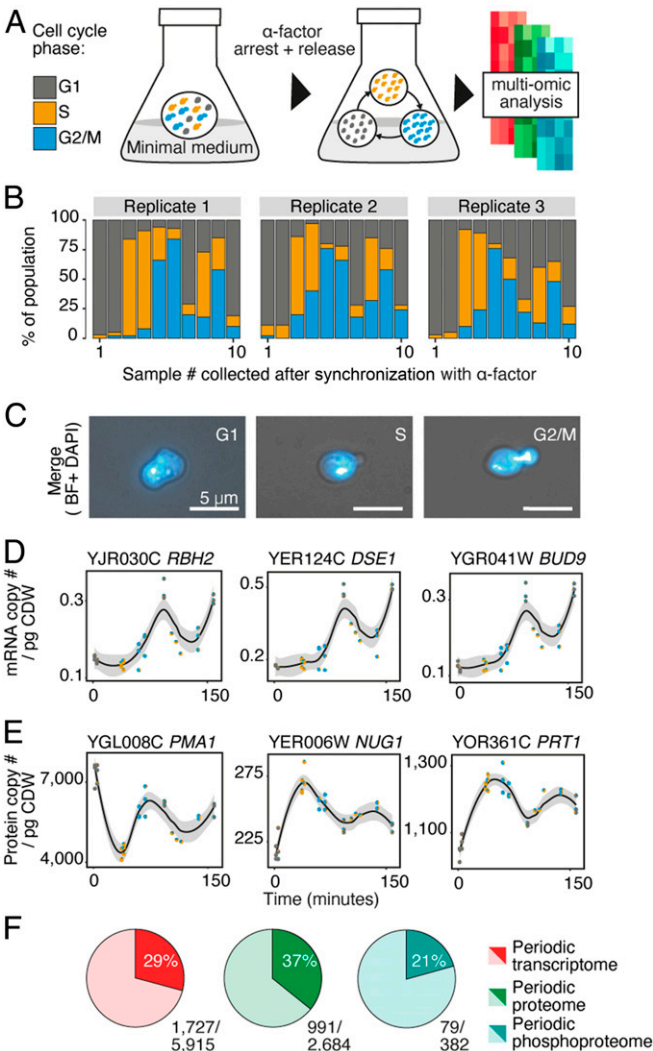 A
Cell cycle
phase:
G1
S
G2/M
Minimal medium
α-factor
arrest + release
multi-omic
analysis
B
Replicate 1
Replicate 2
Replicate 3
% of population
100
75
50
25
0
1
10
1
10
1
10
Sample # collected after synchronization with α-factor
C
Merge
( BF+ DAPI)
G1
5 µm
S
G2/M
D
YJR030C RBH2
YER124C DSE1
YGR041W BUD9
mRNA copy #
/ pg CDW
0.3
0.1
0
150
0.5
0.2
0
150
0.3
0.1
0
150
E
YGL008C PMA1
YER006W NUG1
YOR361C PRT1
Protein copy #
/ pg CDW
7,000
4,000
0
150
275
225
0
150
1,300
1,100
0
150
Time (minutes)
F
29%
1,727/
5.915
37%
991/
2.684
21%
79/
382
Periodic
transcriptome
Periodic
proteome
Periodic
phosphoproteome